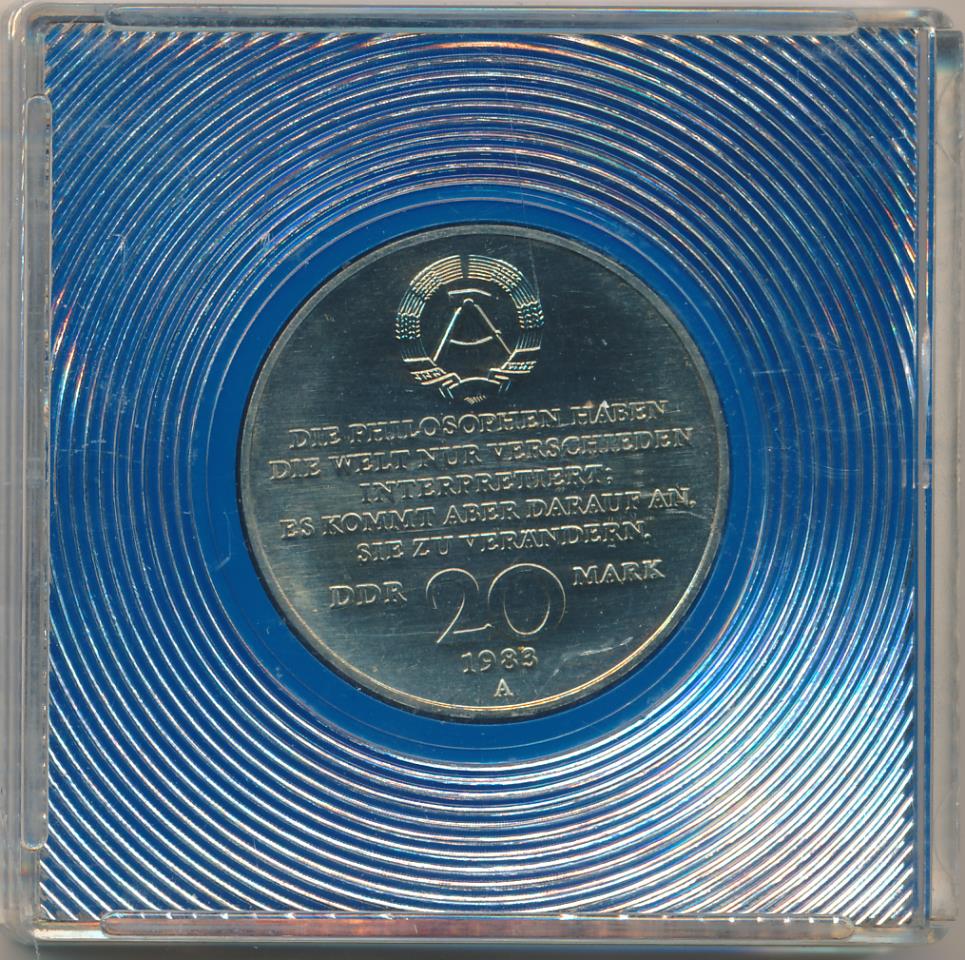 DIE PHILOSOPHEN HABEN
DIE WELT NUR VERSCHIEDEN
INTERPRETIERT;
ES KOMMT ABER DARAUF AN,
SIE ZU VERÄNDERN.
DDR 20 MARK
1983
A